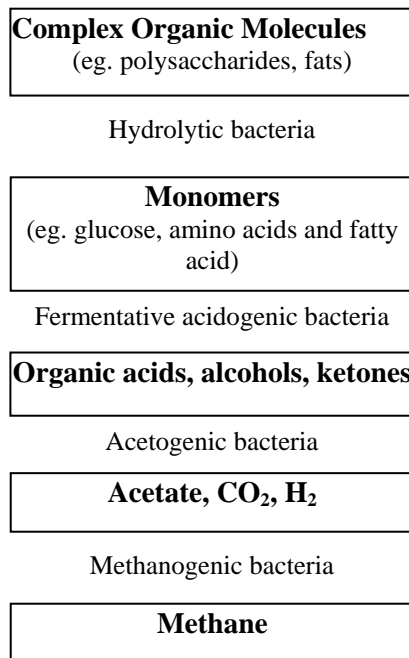 Complex Organic Molecules
(eg. polysaccharides, fats)
Hydrolytic bacteria
Monomers
(eg. glucose, amino acids and fatty
acid)
Fermentative acidogenic bacteria
Organic acids, alcohols, ketones
Acetogenic bacteria
Acetate, CO₂, H₂
Methanogenic bacteria
Methane